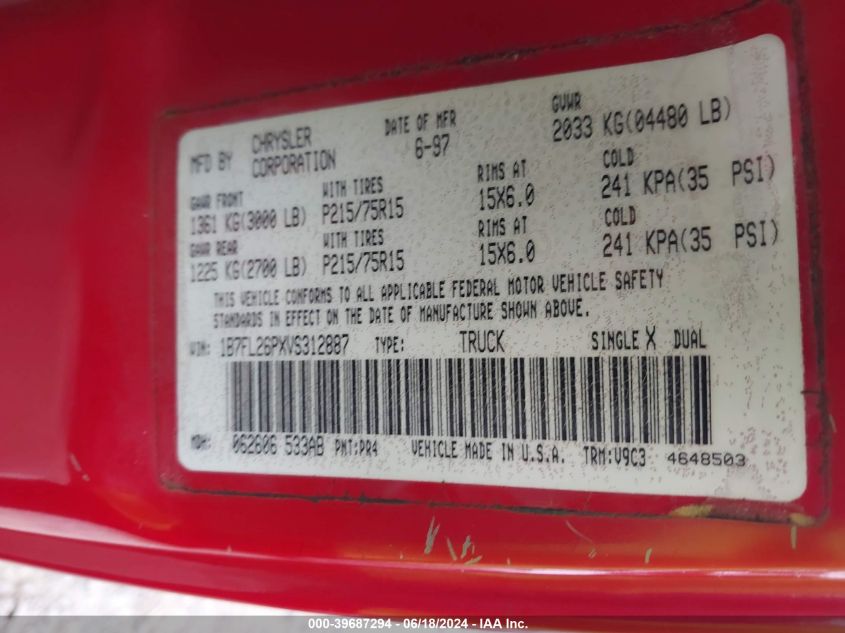 MFD BY CHRYSLER CORPORATION DATE OF MFR 6-97 GVWR 2033 KG(04480 LB)
GAWR FRONT WITH TIRES RIMS AT COLD
1361 KG(3000 LB) P215/75R15 15X6.0 241 KPA(35 PSI)
GAWR REAR WITH TIRES RIMS AT COLD
1225 KG(2700 LB) P215/75R15 15X6.0 241 KPA(35 PSI)
THIS VEHICLE CONFORMS TO ALL APPLICABLE FEDERAL MOTOR VEHICLE SAFETY
STANDARDS IN EFFECT ON THE DATE OF MANUFACTURE SHOWN ABOVE.
VIN: 1B7FL26PXVS312887 TYPE: TRUCK SINGLE X DUAL
MDH: 062606 533AB PNT:PR4 VEHICLE MADE IN U.S.A. TRM:V9C3 4648503
000-39687294 - 06/18/2024 - IAA Inc.